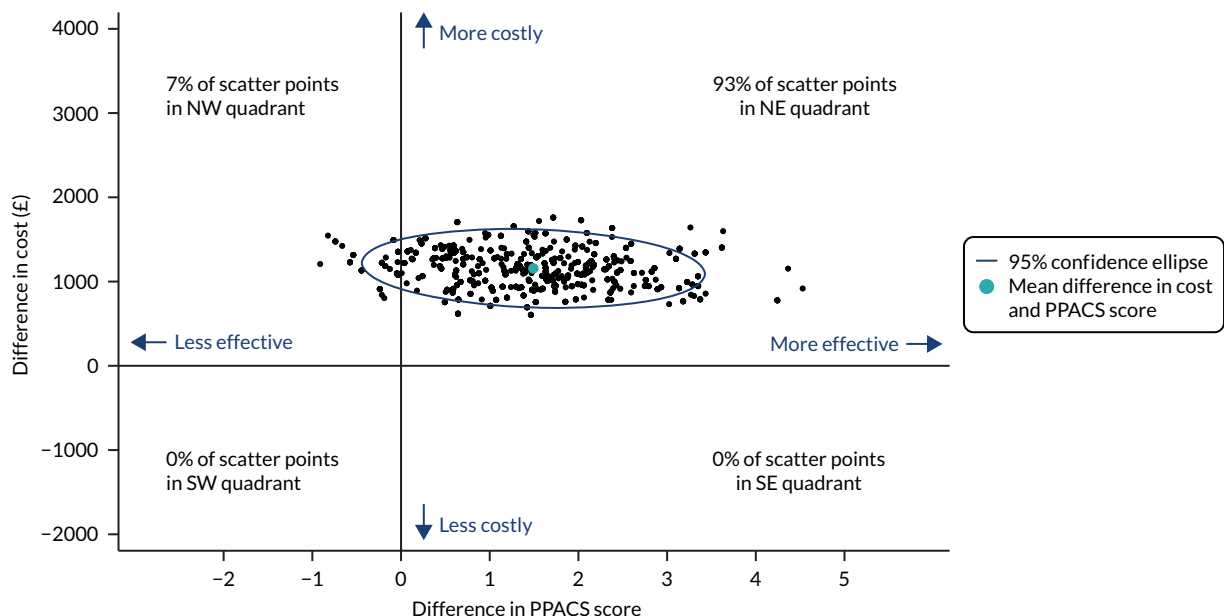 4000
3000
2000
1000
0
−1000
−2000
Difference in cost (£)
More costly
7% of scatter points
in NW quadrant
93% of scatter points
in NE quadrant
Less effective
More effective
0% of scatter points
in SW quadrant
0% of scatter points
in SE quadrant
Less costly
−2
−1
0
1
2
3
4
5
Difference in PPACS score
95% confidence ellipse
Mean difference in cost
and PPACS score